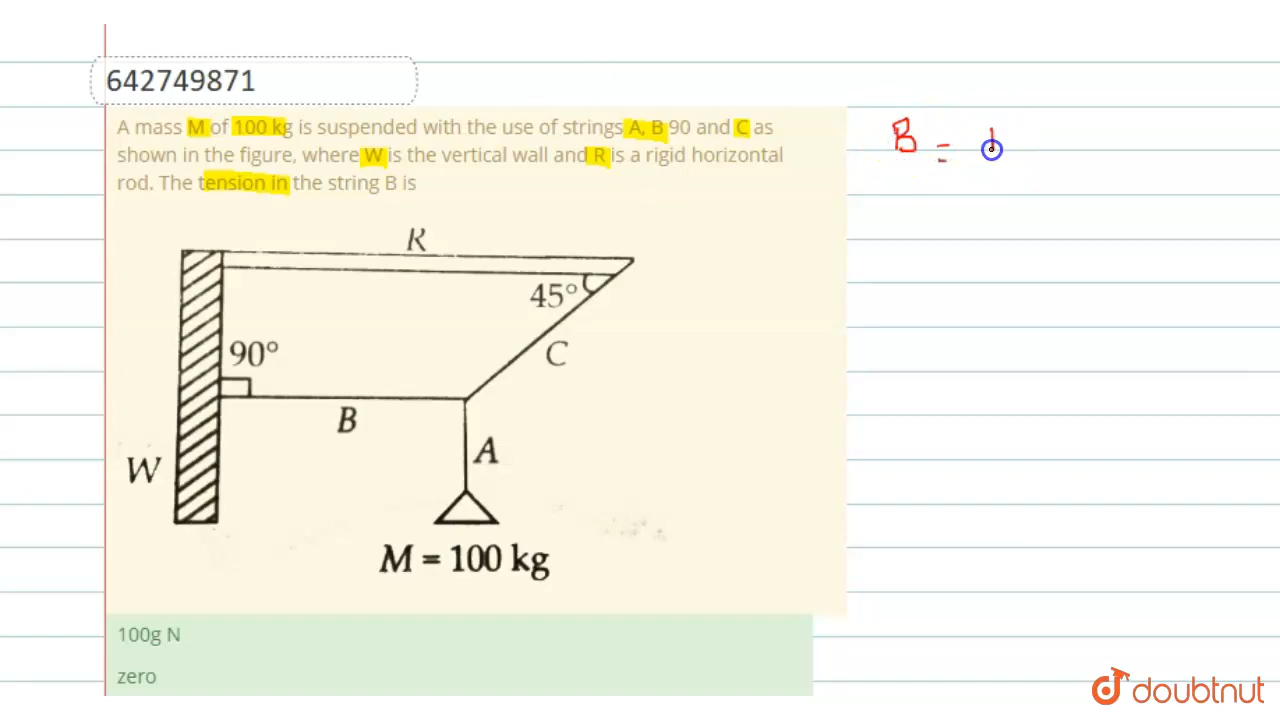 642749871
A mass M of 100 kg is suspended with the use of strings A, B 90 and C as
shown in the figure, where W is the vertical wall and R is a rigid horizontal
rod. The tension in the string B is
B =
R
45°
90°
C
B
A
W
M = 100 kg
100g N
zero
doubtnut